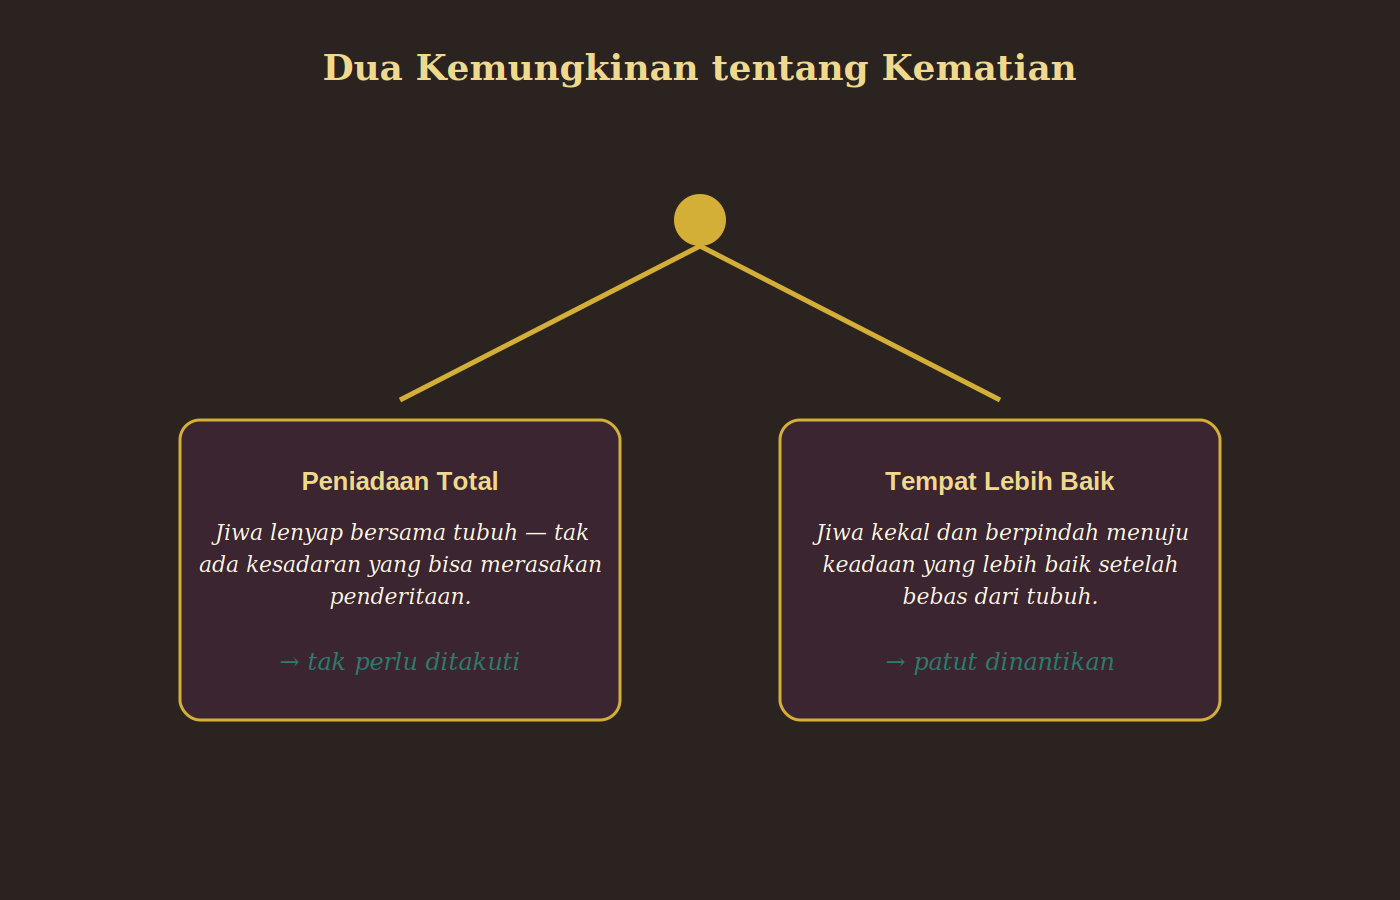 Dua Kemungkinan tentang Kematian
Peniadaan Total
Jiwa lenyap bersama tubuh — tak
ada kesadaran yang bisa merasakan
penderitaan.
→ tak perlu ditakuti
Tempat Lebih Baik
Jiwa kekal dan berpindah menuju
keadaan yang lebih baik setelah
bebas dari tubuh.
→ patut dinantikan